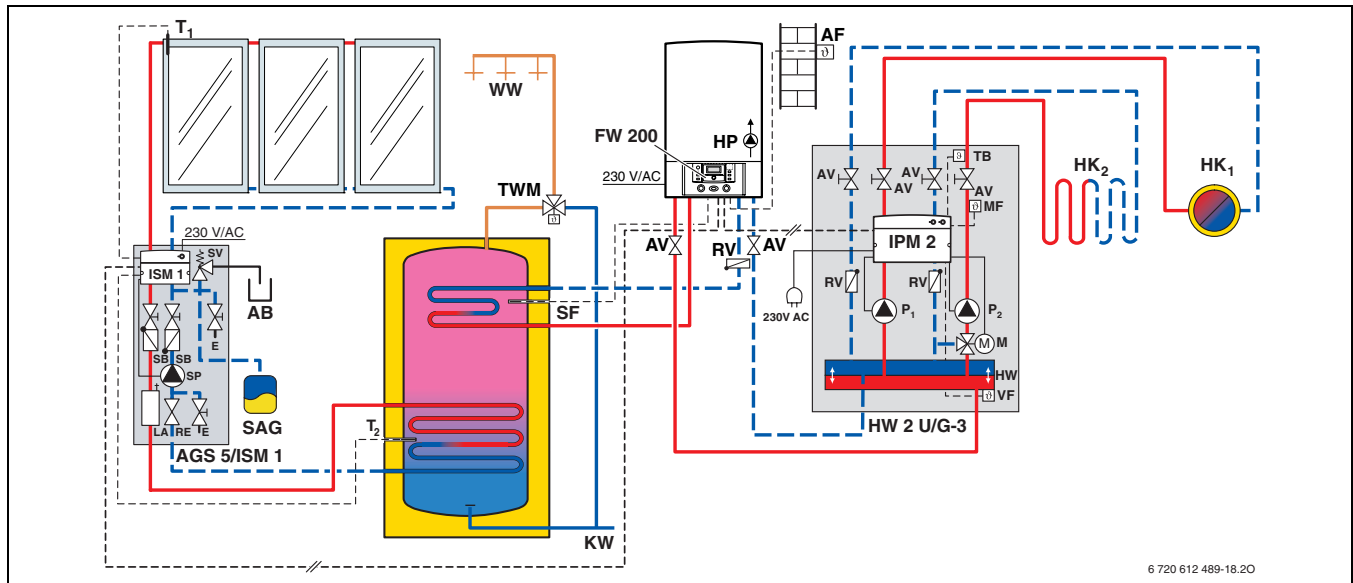 T1
WW
AF
ϑ
FW 200
HP
230 V/AC
TWM
ϑ
230 V/AC
ISM 1
SV
AB
E
SB
SB
SP
LA
RE
E
SAG
AGS 5/ISM 1
T2
SF
KW
AV
RV
AV
ϑ
TB
AV
AV
AV
AV
ϑ
MF
IPM 2
RV
RV
230V AC
P1
P2
M
M
HW
ϑ
VF
HW 2 U/G-3
HK2
HK1
6 720 612 489-18.2O